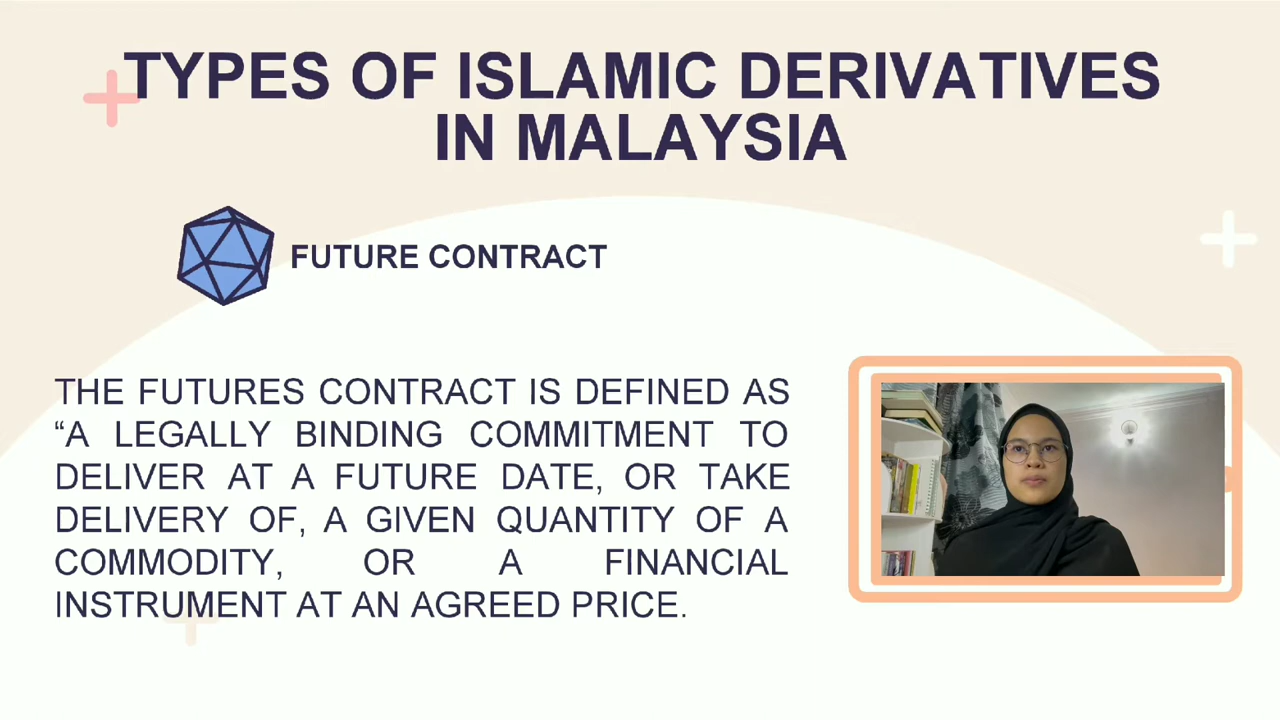 TYPES OF ISLAMIC DERIVATIVES
IN MALAYSIA
FUTURE CONTRACT
THE FUTURES CONTRACT IS DEFINED AS
“A LEGALLY BINDING COMMITMENT TO
DELIVER AT A FUTURE DATE, OR TAKE
DELIVERY OF, A GIVEN QUANTITY OF A
COMMODITY, OR A FINANCIAL
INSTRUMENT AT AN AGREED PRICE.